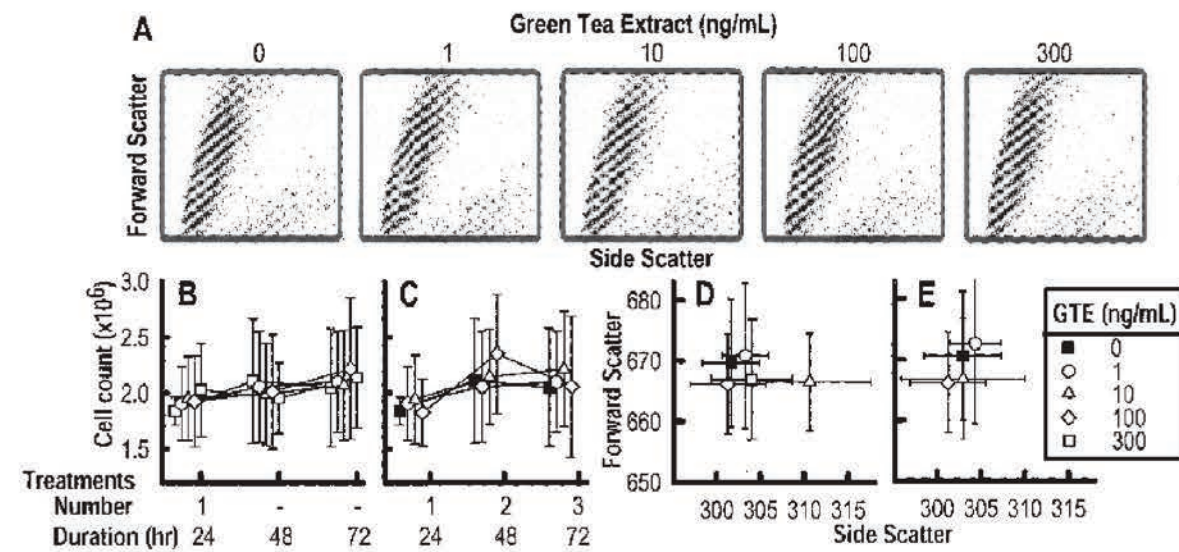 A
Green Tea Extract (ng/mL)
0 1 10 100 300
Forward Scatter
Side Scatter
B C D E
Cell count (x10⁶)
3.0
2.5
2.0
1.5
Forward Scatter
680
670
660
650
GTE (ng/mL)
0
1
10
100
300
Treatments
Number 1 - - 1 2 3
Duration (hr) 24 48 72 24 48 72
300 305 310 315 300 305 310 315
Side Scatter